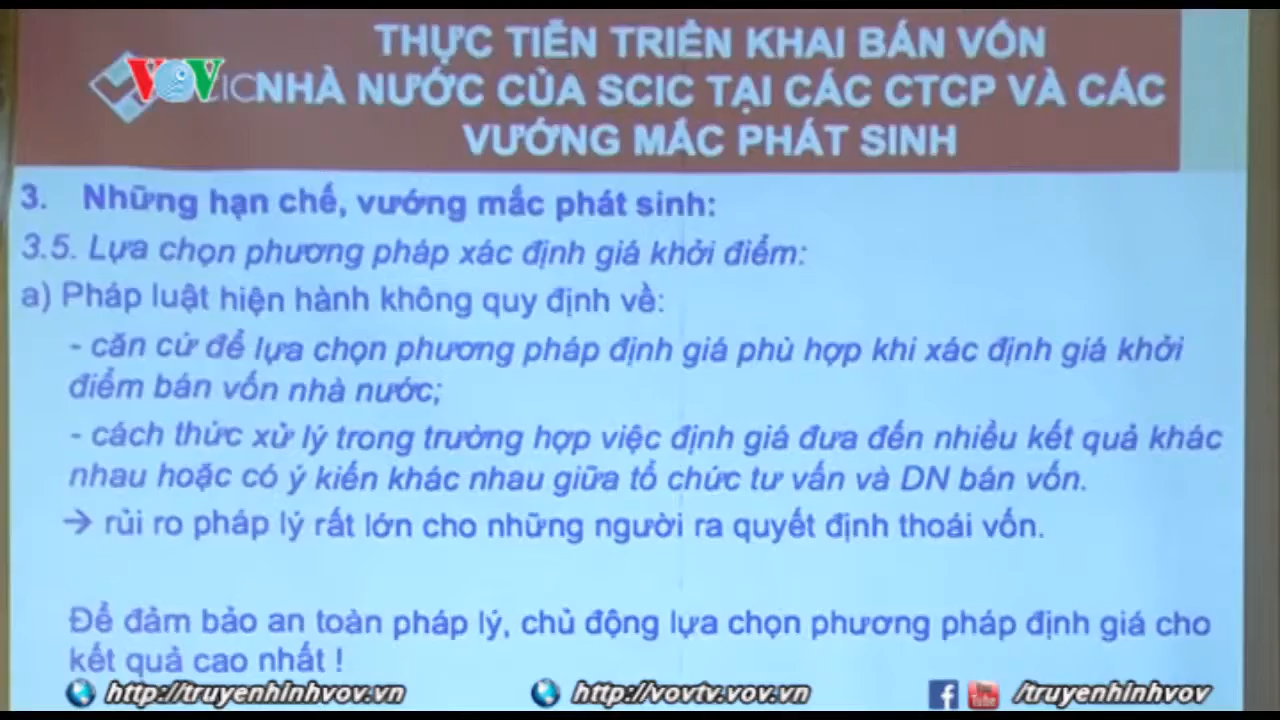 THỰC TIỄN TRIỂN KHAI BÁN VỐN
VOV
SCIC
NHÀ NƯỚC CỦA SCIC TẠI CÁC CTCP VÀ CÁC
VƯỚNG MẮC PHÁT SINH
3. Những hạn chế, vướng mắc phát sinh:
3.5. Lựa chọn phương pháp xác định giá khởi điểm:
a) Pháp luật hiện hành không quy định về:
- căn cứ để lựa chọn phương pháp định giá phù hợp khi xác định giá khởi
điểm bán vốn nhà nước;
- cách thức xử lý trong trường hợp việc định giá đưa đến nhiều kết quả khác
nhau hoặc có ý kiến khác nhau giữa tổ chức tư vấn và DN bán vốn.
→ rủi ro pháp lý rất lớn cho những người ra quyết định thoái vốn.
Để đảm bảo an toàn pháp lý, chủ động lựa chọn phương pháp định giá cho
kết quả cao nhất !
http://truyenhinhvov.vn http://vovtv.vov.vn You Tube /truyenhinhvov